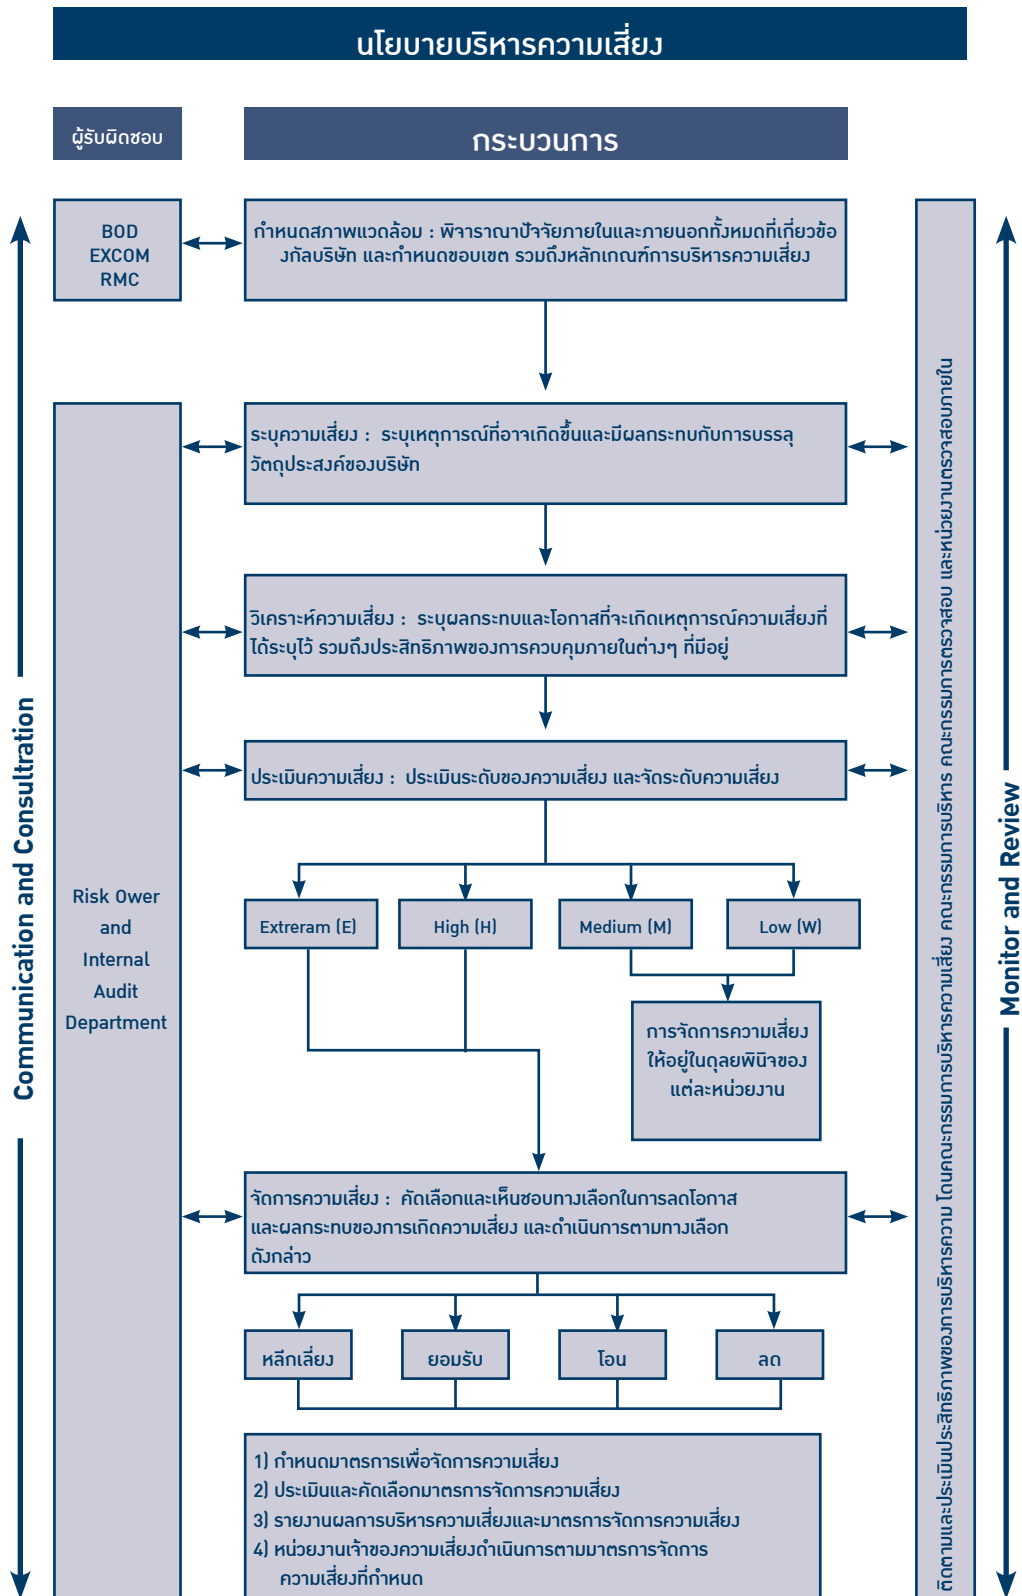 นโยบายบริหารความเสี่ยง
ผู้รับผิดชอบ
กระบวนการ
BOD
EXCOM
RMC
กำหนดสภาพแวดล้อม : พิจาราณาปัจจัยภายในและภายนอกทั้งหมดที่เกี่ยวข้อ
งกัลบริษัท และกำหนดขอบเขต รวมถึงหลักเกณฑ์การบริหารความเสี่ยง
ระบุความเสี่ยง : ระบุเหตุการณ์ที่อาจเกิดขึ้นและมีผลกระทบกับการบรรลุ
วัตถุประสงค์ของบริษัท
วิเคราะห์ความเสี่ยง : ระบุผลกระทบและโอกาสที่จะเกิดเหตุการณ์ความเสี่ยงที่
ได้ระบุไว้ รวมถึงประสิทธิภาพของการควบคุมภายในต่างๆ ที่มีอยู่
ประเมินความเสี่ยง : ประเมินระดับของความเสี่ยง และจัดระดับความเสี่ยง
Risk Ower
and
Internal
Audit
Department
Extreram (E)
High (H)
Medium (M)
Low (W)
การจัดการความเสี่ยง
ให้อยู่ในดุลยพินิจของ
แต่ละหน่วยงาน
จัดการความเสี่ยง : คัดเลือกและเห็นชอบทางเลือกในการลดโอกาส
และผลกระทบของการเกิดความเสี่ยง และดำเนินการตามทางเลือก
ดังกล่าว
หลีกเลี่ยง
ยอมรับ
โอน
ลด
1) กำหนดมาตรการเพื่อจัดการความเสี่ยง
2) ประเมินและคัดเลือกมาตรการจัดการความเสี่ยง
3) รายงานผลการบริหารความเสี่ยงและมาตรการจัดการความเสี่ยง
4) หน่วยงานเจ้าของความเสี่ยงดำเนินการตามมาตรการจัดการ
ความเสี่ยงที่กำหนด
Communication and Consultration
ติดตามและประเมินประสิทธิภาพของการบริหารความ โดนคณะกรรมการบริหารความเสี่ยง คณะกรรมการบริหาร คณะกรรมการตรวจสอบ และหน่วยงานตรวจสอบภายใน
Monitor and Review